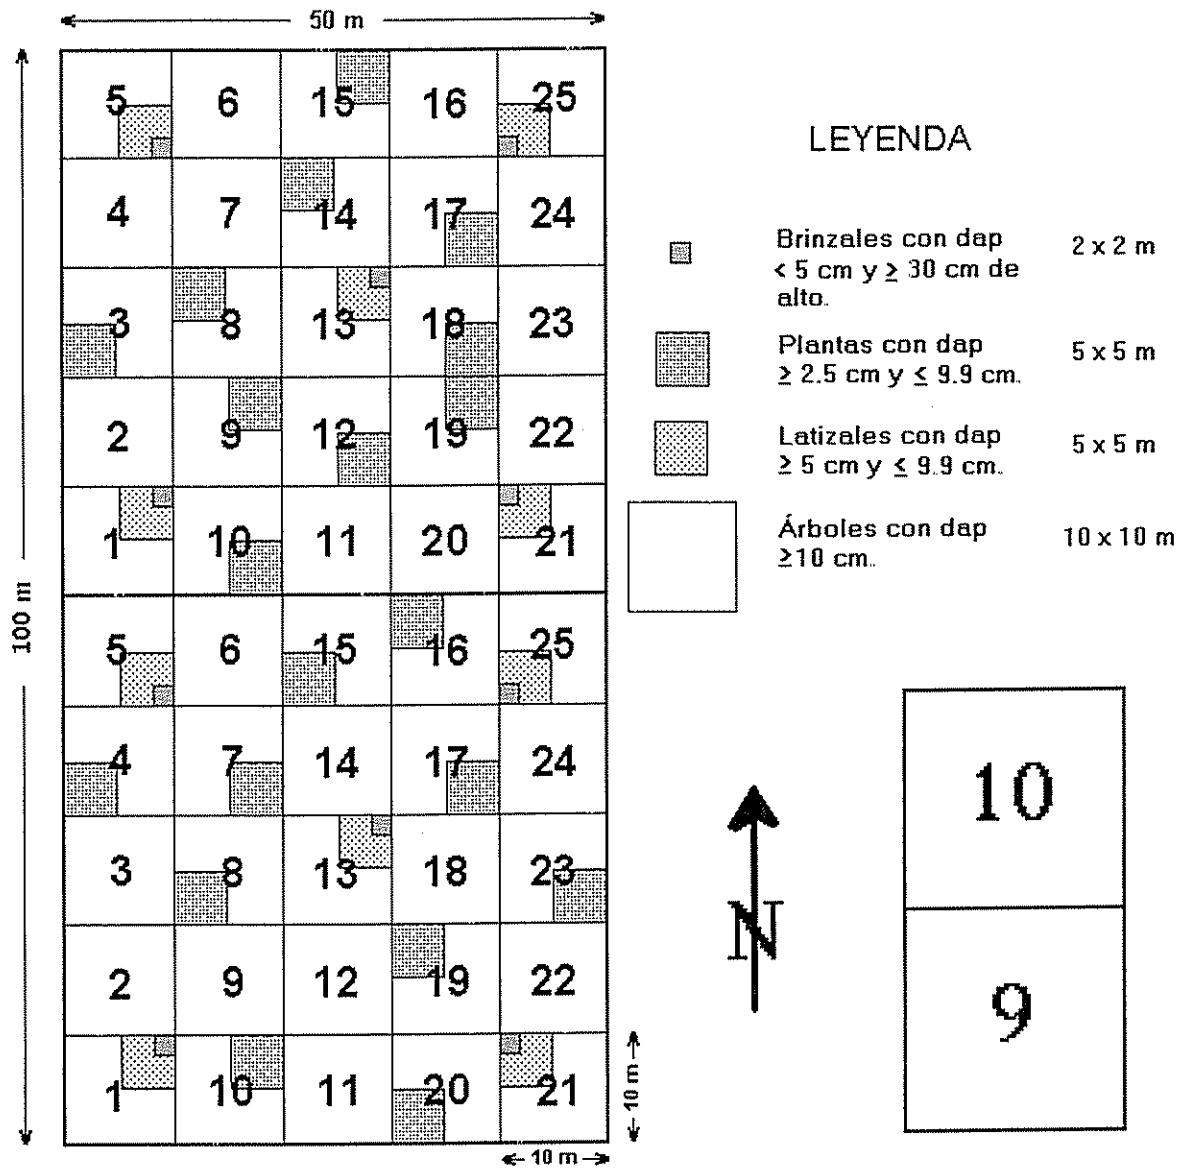 50 m
5 6 15 16 25
4 7 14 17 24
3 8 13 18 23
2 9 12 19 22
1 10 11 20 21
100 m
5 6 15 16 25
4 7 14 17 24
3 8 13 18 23
2 9 12 19 22
1 10 11 20 21
10 m
10 m
LEYENDA
Brinzales con dap 2 x 2 m
< 5 cm y ≥ 30 cm de
alto.
Plantas con dap 5 x 5 m
≥ 2.5 cm y ≤ 9.9 cm.
Latizales con dap 5 x 5 m
≥ 5 cm y ≤ 9.9 cm.
Árboles con dap 10 x 10 m
≥10 cm.
N
10
9